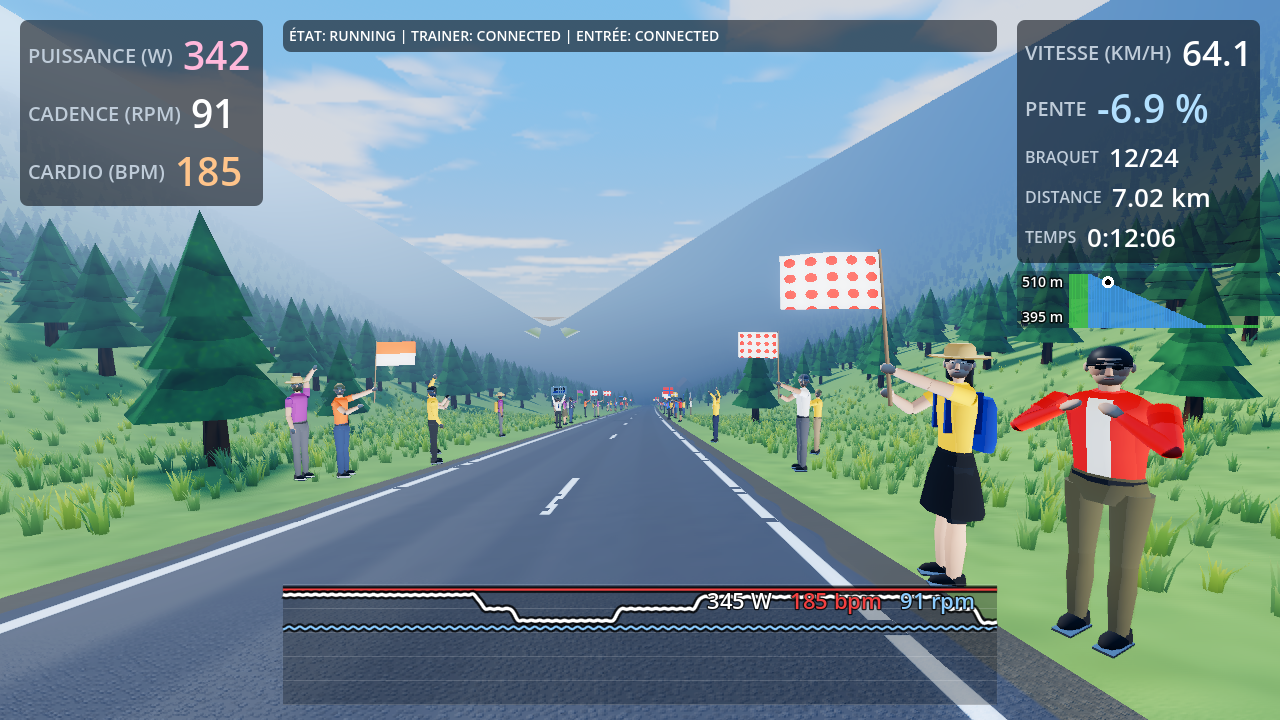 PUISSANCE (W) 342
CADENCE (RPM) 91
CARDIO (BPM) 185
ÉTAT: RUNNING | TRAINER: CONNECTED | ENTRÉE: CONNECTED
VITESSE (KM/H) 64.1
PENTE -6.9 %
BRAQUET 12/24
DISTANCE 7.02 km
TEMPS 0:12:06
510 m
395 m
345 W 185 bpm 91 rpm